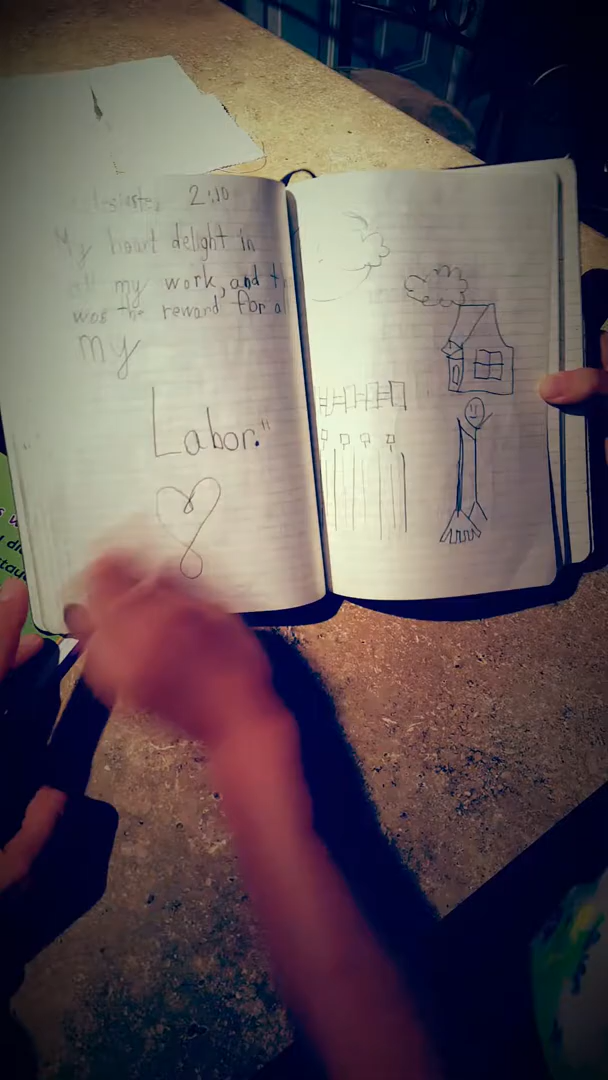 2:10
My heart delight in
all my work, and
was the reward for
my
Labor."